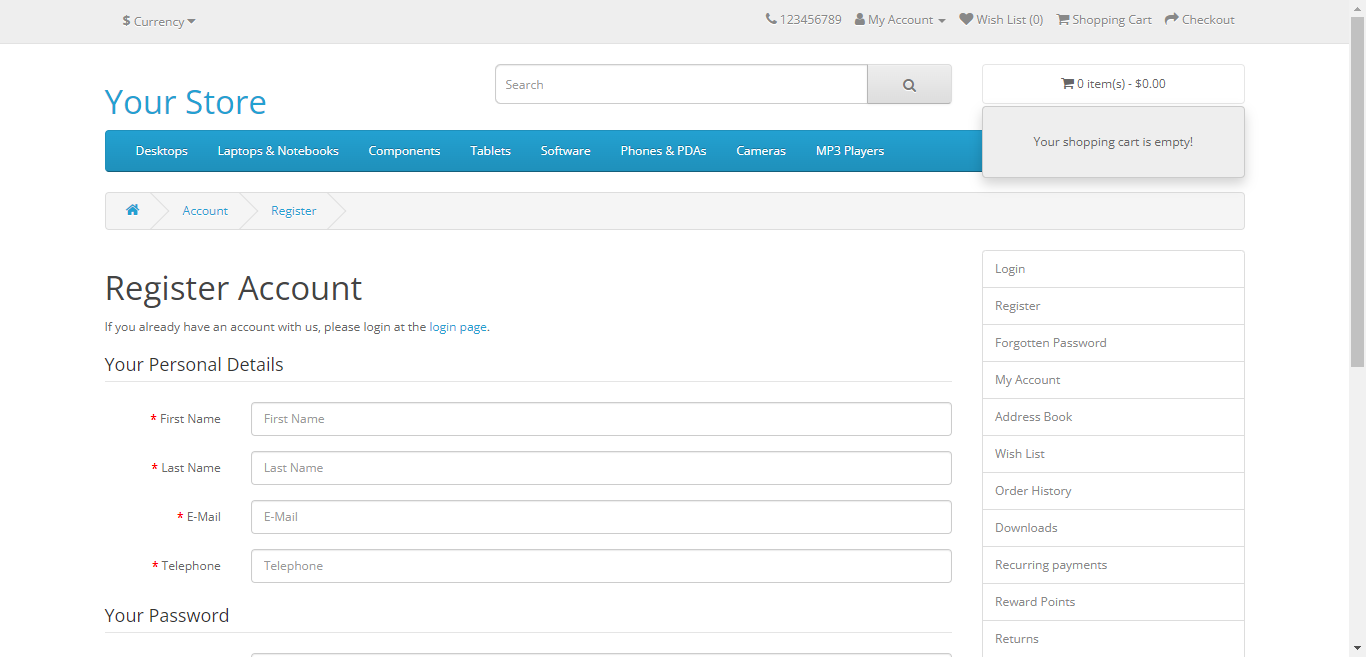 $ Currency
123456789 My Account Wish List (0) Shopping Cart Checkout
Your Store
Search
0 item(s) - $0.00
Your shopping cart is empty!
Desktops Laptops & Notebooks Components Tablets Software Phones & PDAs Cameras MP3 Players
Account Register
Register Account
If you already have an account with us, please login at the login page.
Your Personal Details
* First Name First Name
* Last Name Last Name
* E-Mail E-Mail
* Telephone Telephone
Your Password
Login
Register
Forgotten Password
My Account
Address Book
Wish List
Order History
Downloads
Recurring payments
Reward Points
Returns